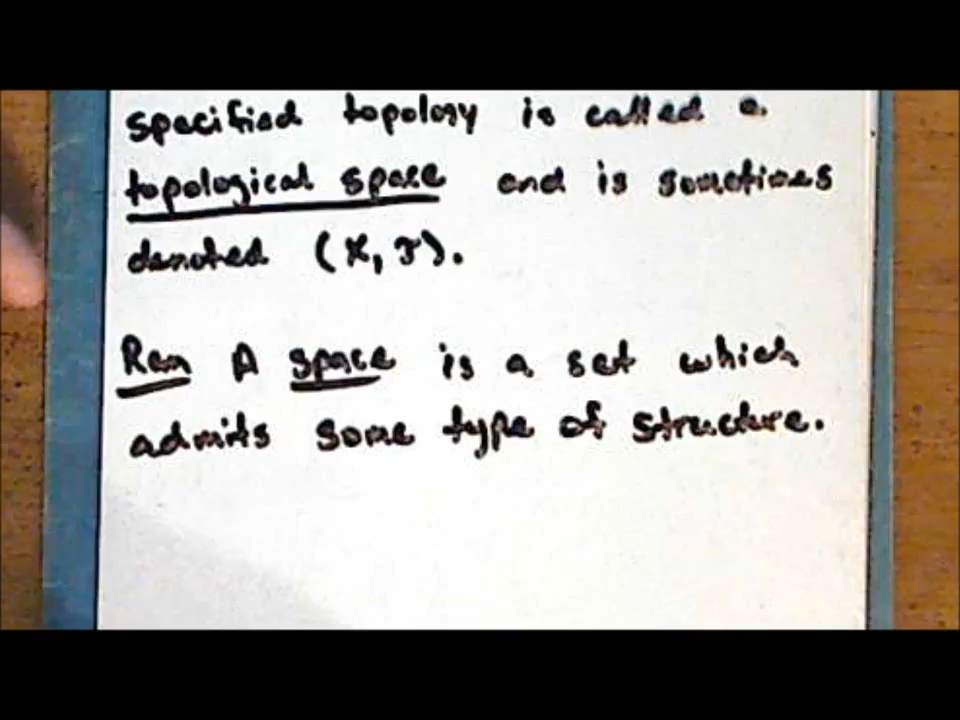 specified topology is called a
topological space and is sometimes
denoted (X, T).
Rem A space is a set which
admits some type of structure.